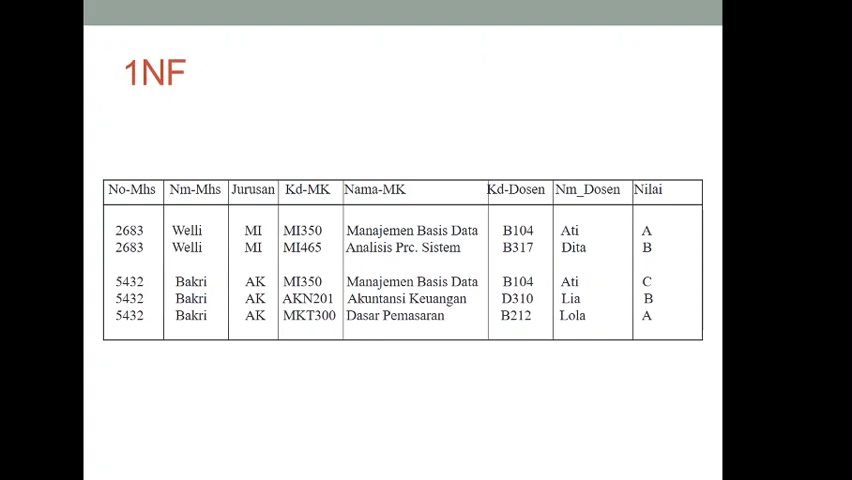 1NF
No-Mhs Nm-Mhs Jurusan Kd-MK Nama-MK Kd-Dosen Nm_Dosen Nilai
2683 Welli MI MI350 Manajemen Basis Data B104 Ati A
2683 Welli MI MI465 Analisis Prc. Sistem B317 Dita B
5432 Bakri AK MI350 Manajemen Basis Data B104 Ati C
5432 Bakri AK AKN201 Akuntansi Keuangan D310 Lia B
5432 Bakri AK MKT300 Dasar Pemasaran B212 Lola A